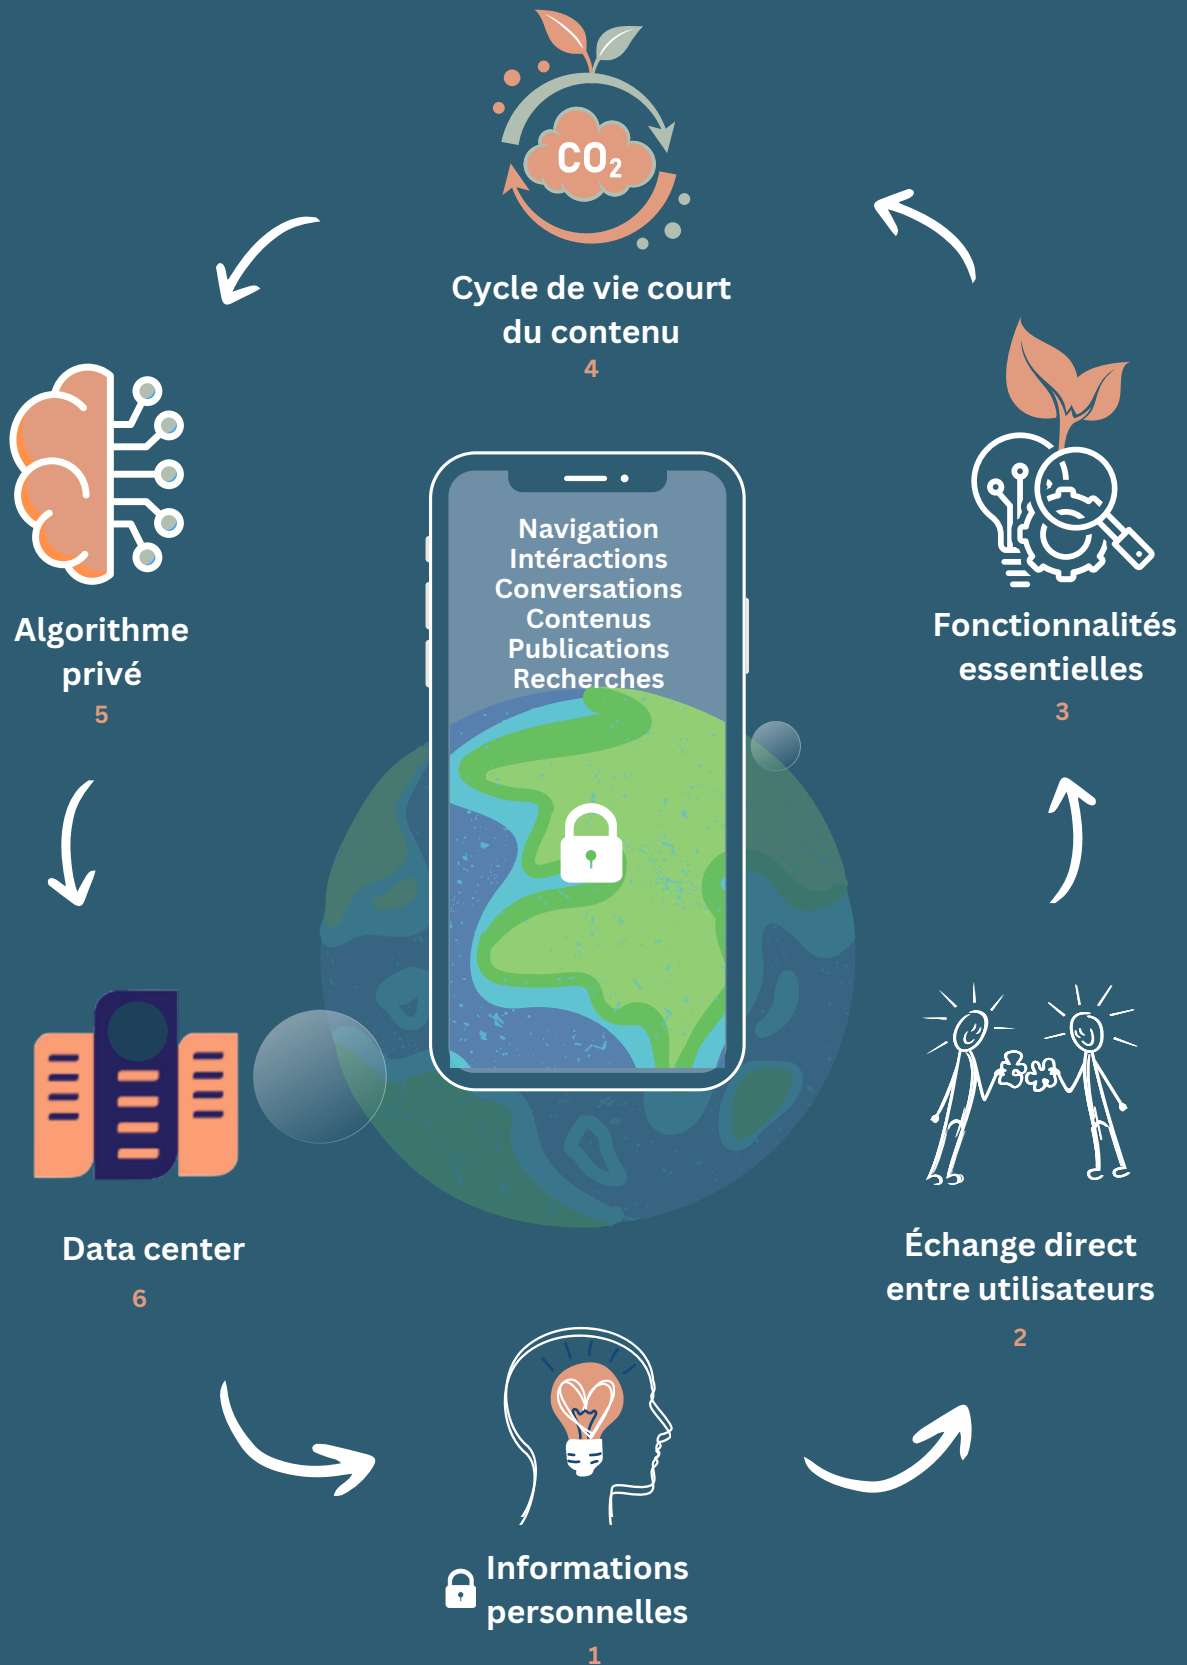 CO2
Cycle de vie court
du contenu
4
Algorithme
privé
5
Navigation
Intéractions
Conversations
Contenus
Publications
Recherches
Fonctionnalités
essentielles
3
Data center
6
Échange direct
entre utilisateurs
2
Informations
personnelles
1